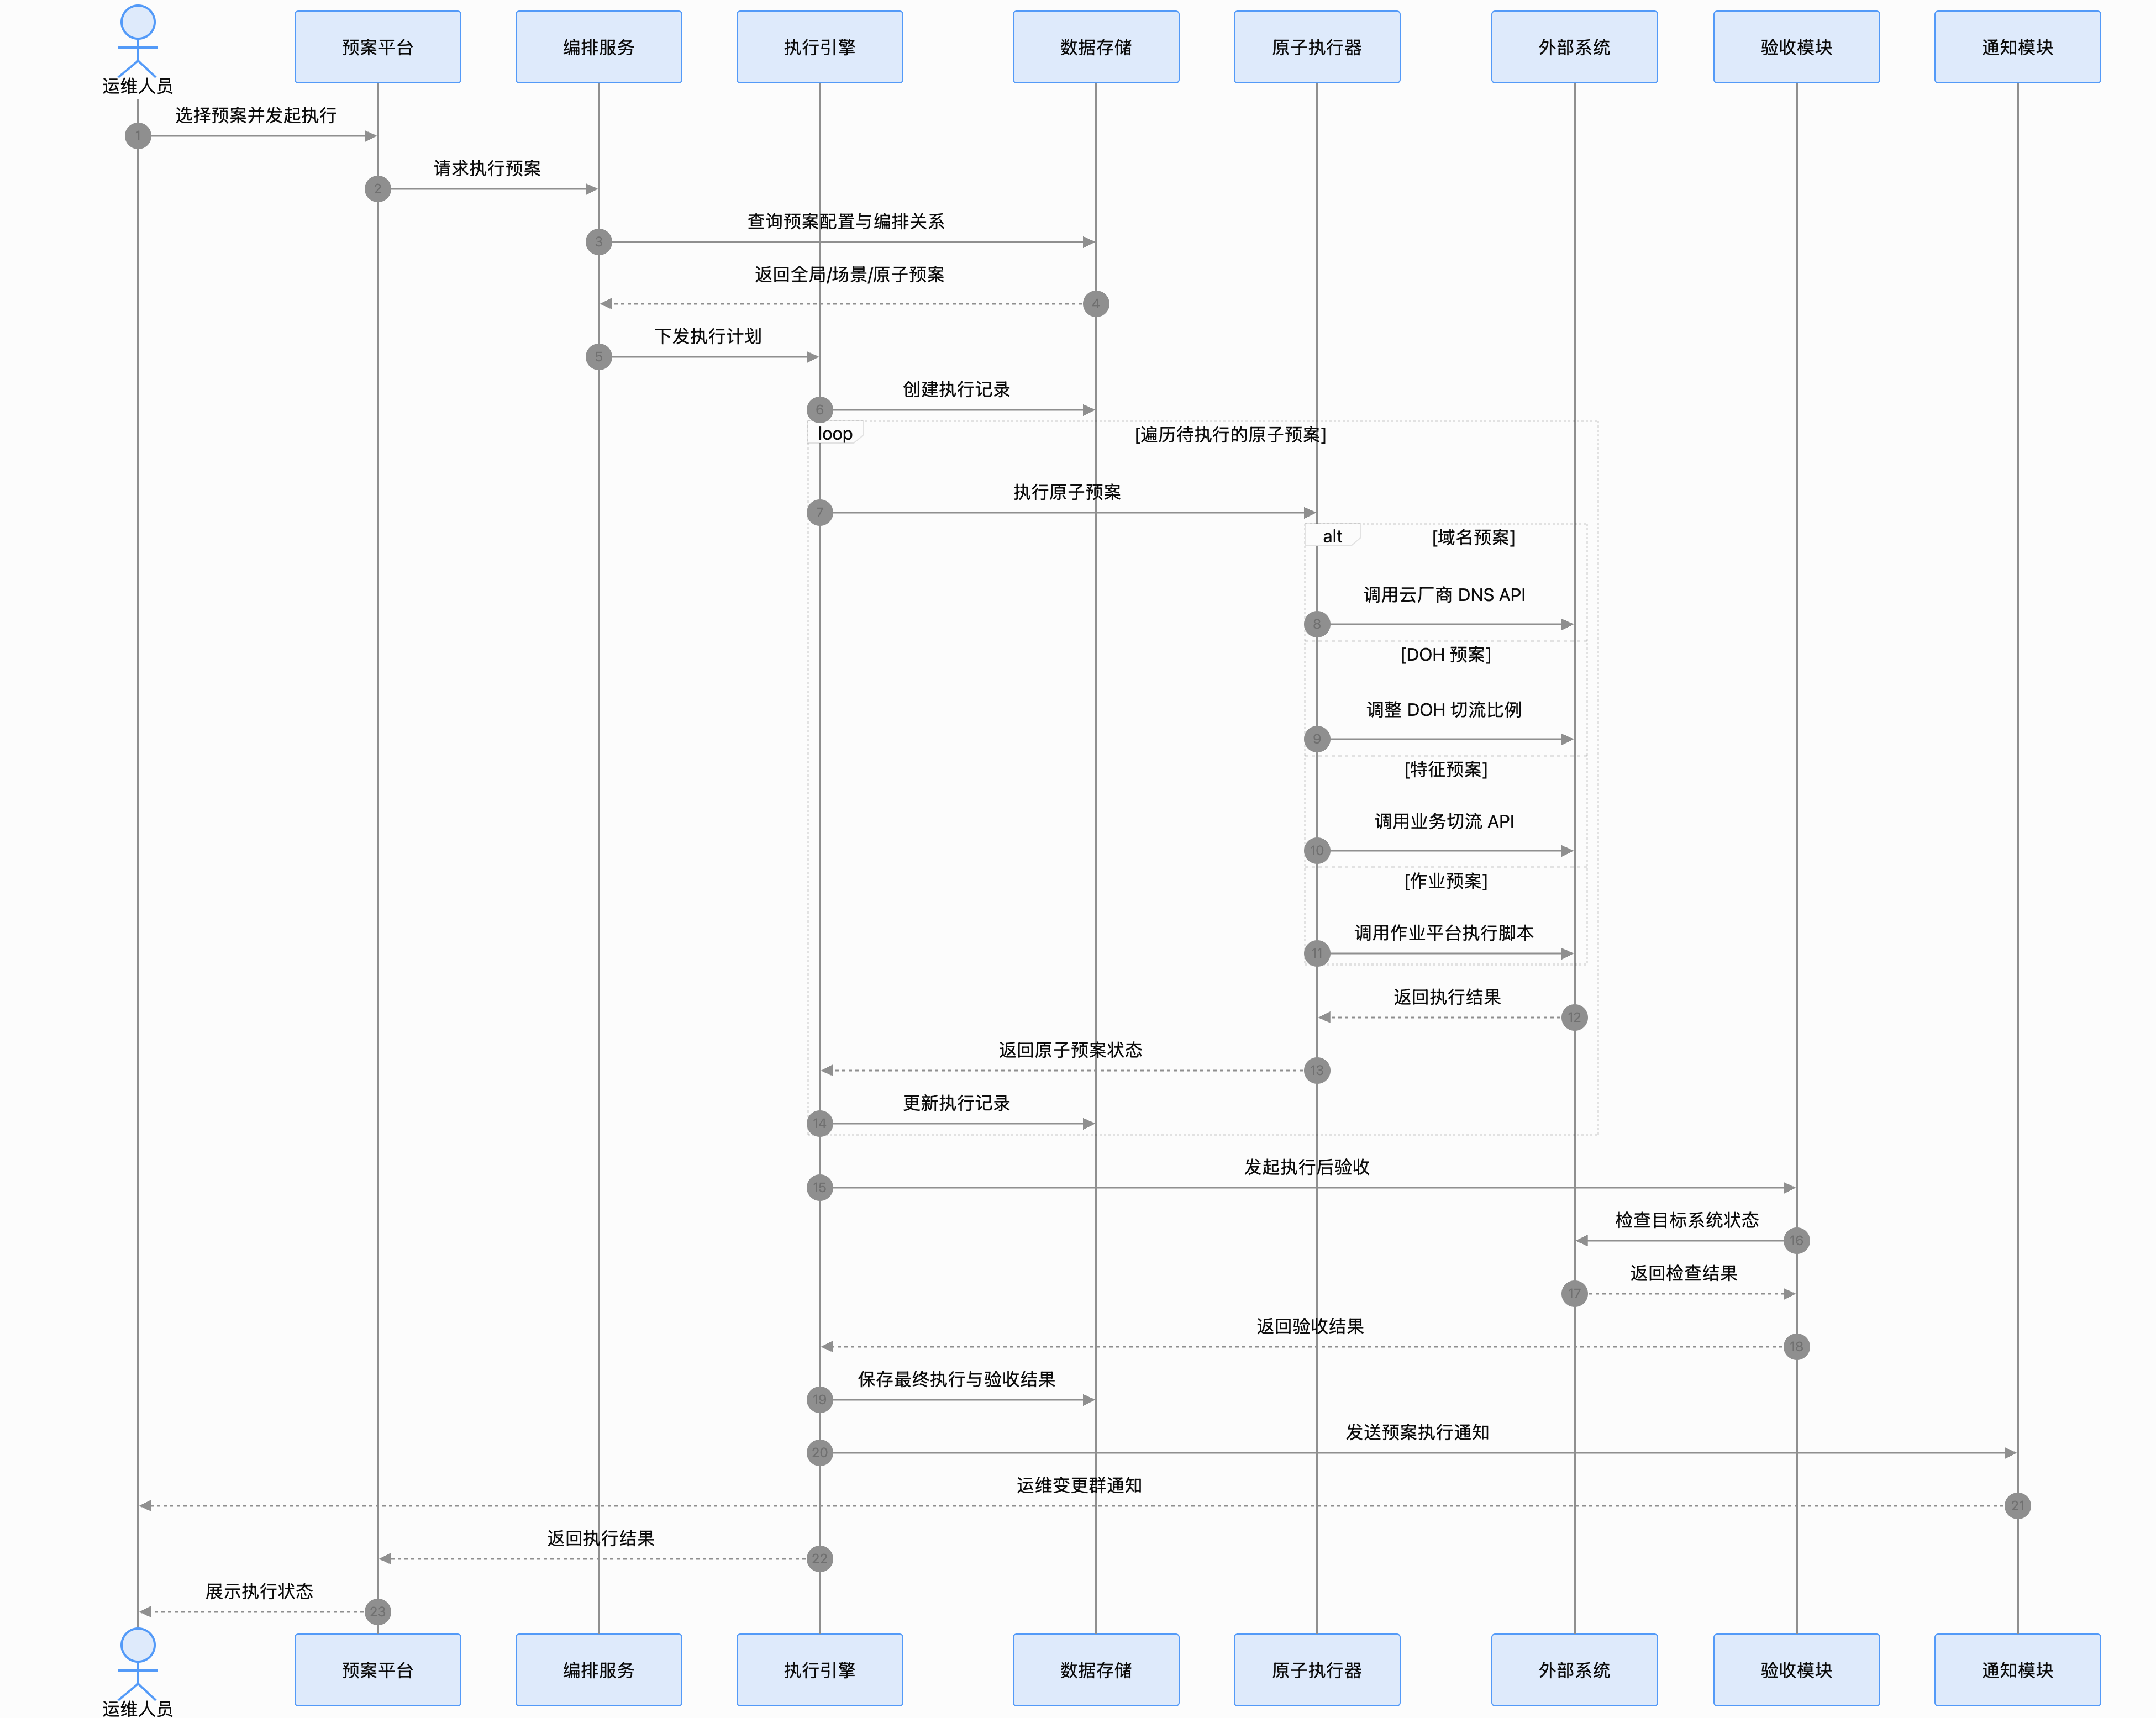 运维人员
预案平台
编排服务
执行引擎
数据存储
原子执行器
外部系统
验收模块
通知模块
选择预案并发起执行
1
请求执行预案
2
查询预案配置与编排关系
3
返回全局/场景/原子预案
4
下发执行计划
5
创建执行记录
6
loop
[遍历待执行的原子预案]
执行原子预案
7
alt
[域名预案]
调用云厂商 DNS API
8
[DOH 预案]
调整 DOH 切流比例
9
[特征预案]
调用业务切流 API
10
[作业预案]
调用作业平台执行脚本
11
返回执行结果
12
返回原子预案状态
13
更新执行记录
14
发起执行后验收
15
检查目标系统状态
16
返回检查结果
17
返回验收结果
18
保存最终执行与验收结果
19
发送预案执行通知
20
运维变更群通知
21
返回执行结果
22
展示执行状态
23
运维人员
预案平台
编排服务
执行引擎
数据存储
原子执行器
外部系统
验收模块
通知模块